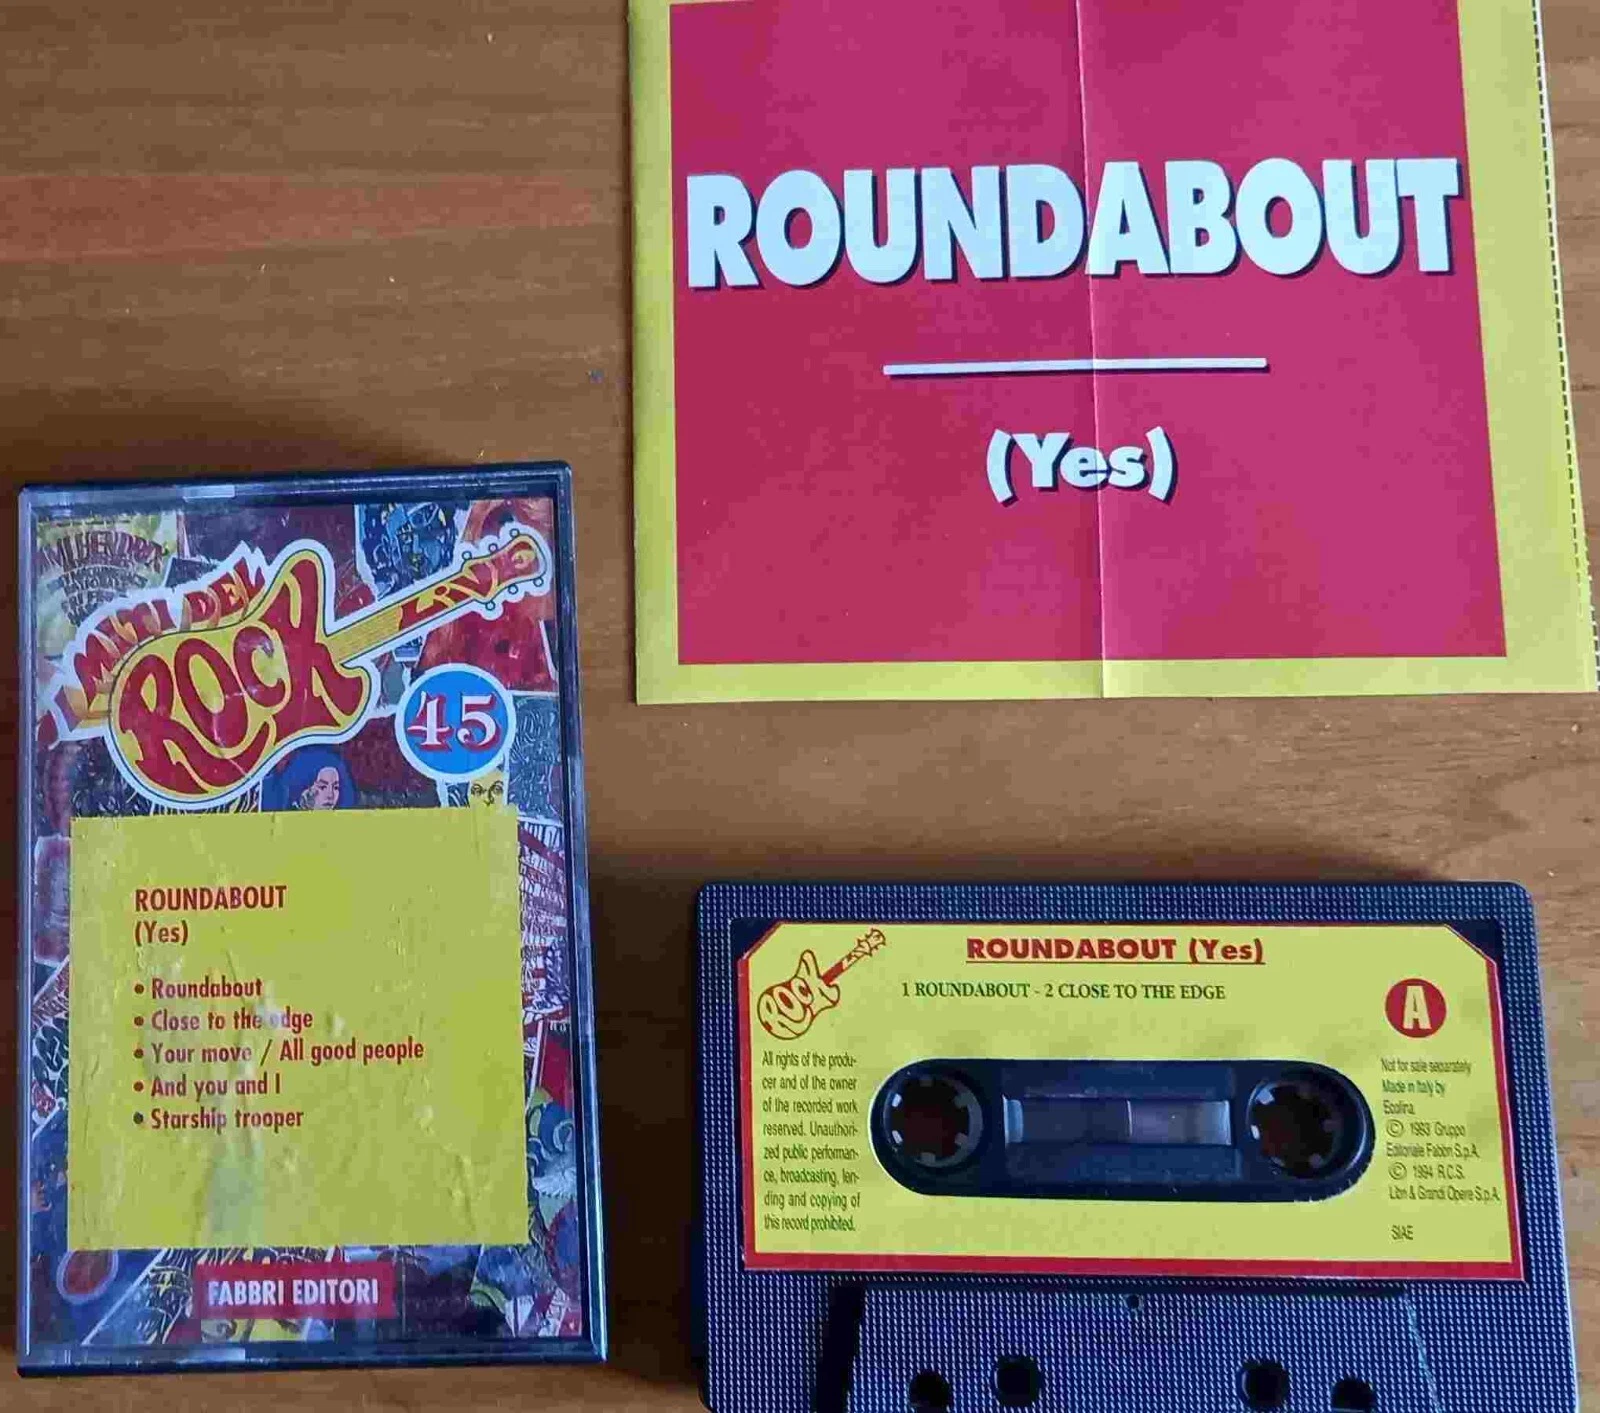 ROUNDABOUT
(Yes)
MITI DEL
ROCK
LIVE
45
ROUNDABOUT
(Yes)
• Roundabout
• Close to the edge
• Your move / All good people
• And you and I
• Starship trooper
FABBRI EDITORI
ROCK
LIVE
ROUNDABOUT (Yes)
1 ROUNDABOUT - 2 CLOSE TO THE EDGE
A
All rights of the produ-
cer and of the owner
of the recorded work
reserved. Unauthori-
zed public performan-
ce, broadcasting, len-
ding and copying of
this record prohibited.
Not for sale separately
Made in Italy by
Ecofina
© 1993 Gruppo
Editoriale Fabbri S.p.A.
© 1994 R.C.S.
Libri & Grandi Opere S.p.A.
SIAE